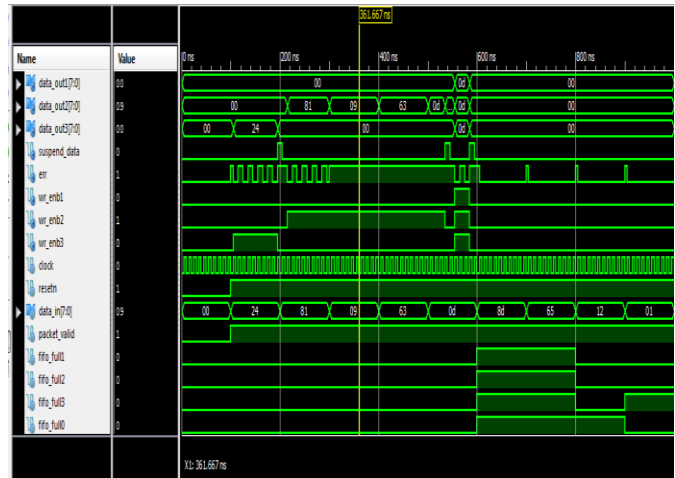 361.667 ns
Name Value 0 ns 200 ns 400 ns 600 ns 800 ns
data_out1[7:0] 00 00 0d 00
data_out2[7:0] 09 00 81 09 63 0d ... 0d 00
data_out3[7:0] 00 00 24 00 0d 00
suspend_data 0
err 1
wr_enb1 0
wr_enb2 1
wr_enb3 0
clock 0
resetn 1
data_in[7:0] 09 00 24 81 09 63 0d 8d 65 12 01
packet_valid 1
fifo_full1 0
fifo_full2 0
fifo_full3 0
fifo_full0 0
X1: 361.667 ns